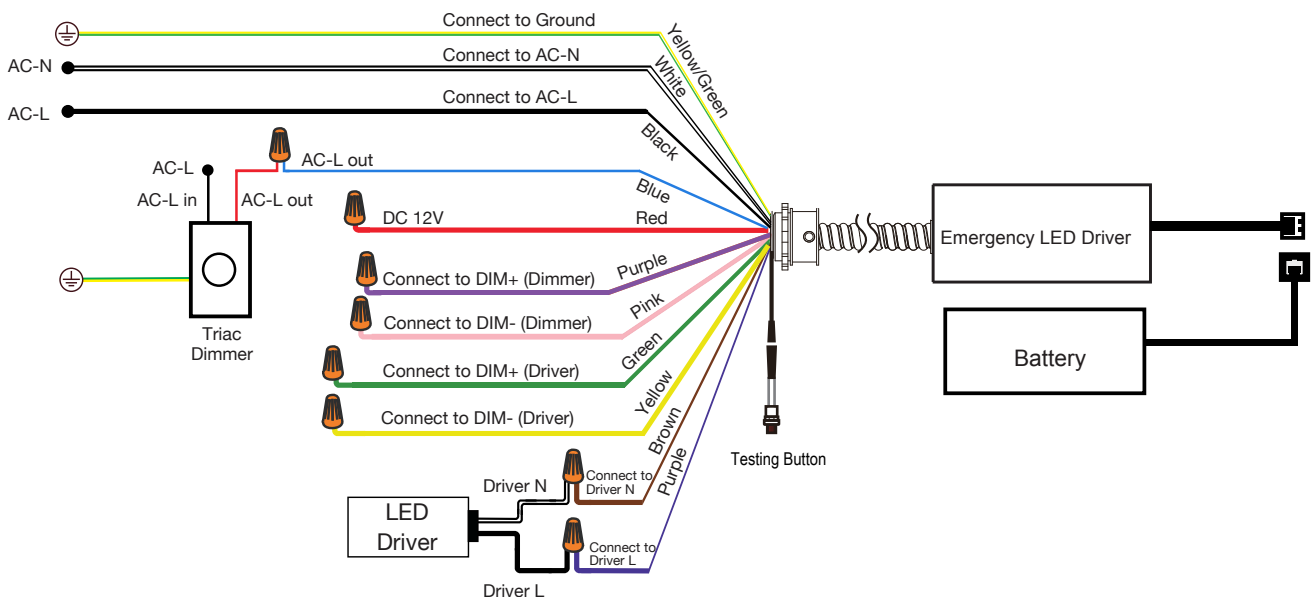 Connect to Ground
Yellow/Green
AC-N
Connect to AC-N
White
AC-L
Connect to AC-L
Black
AC-L
AC-L out
Blue
AC-L in
AC-L out
DC 12V
Red
Emergency LED Driver
Connect to DIM+ (Dimmer)
Purple
Connect to DIM- (Dimmer)
Pink
Triac
Dimmer
Connect to DIM+ (Driver)
Green
Battery
Connect to DIM- (Driver)
Yellow
Brown
Purple
Testing Button
Driver N
Connect to
Driver N
LED
Driver
Connect to
Driver L
Driver L